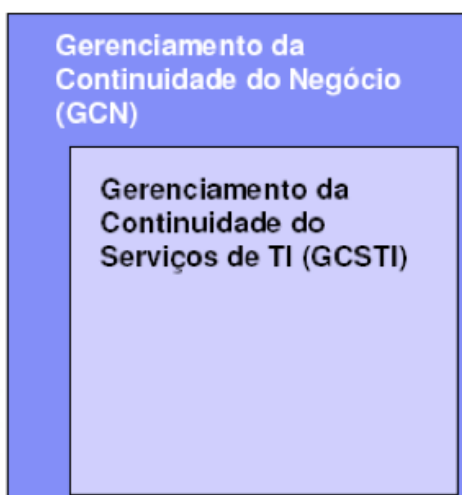 Gerenciamento da
Continuidade do Negócio
(GCN)
Gerenciamento da
Continuidade do
Serviços de TI (GCSTI)